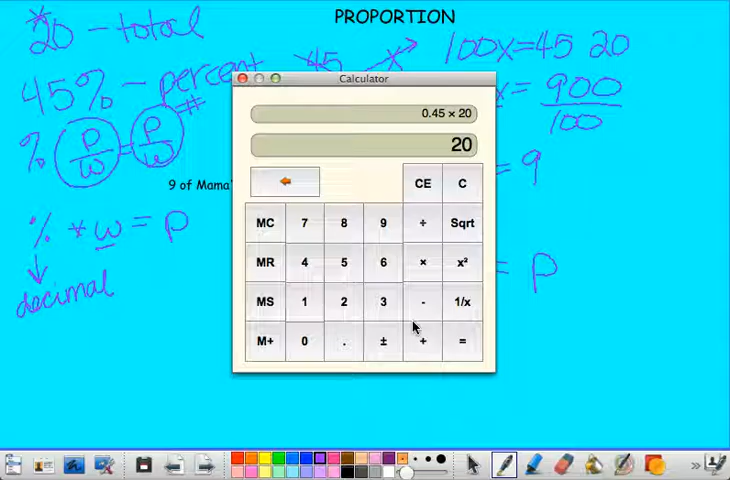 PROPORTION
*20 - total
45% - percent
45
x
100x=45 20
x = 900
100
= 9
#
% p/w = p/w
9 of Mama
% * w = p
decimal
= p
Calculator
0.45 × 20
20
CE C
MC 7 8 9 ÷ Sqrt
MR 4 5 6 × x²
MS 1 2 3 - 1/x
M+ 0 . ± + =